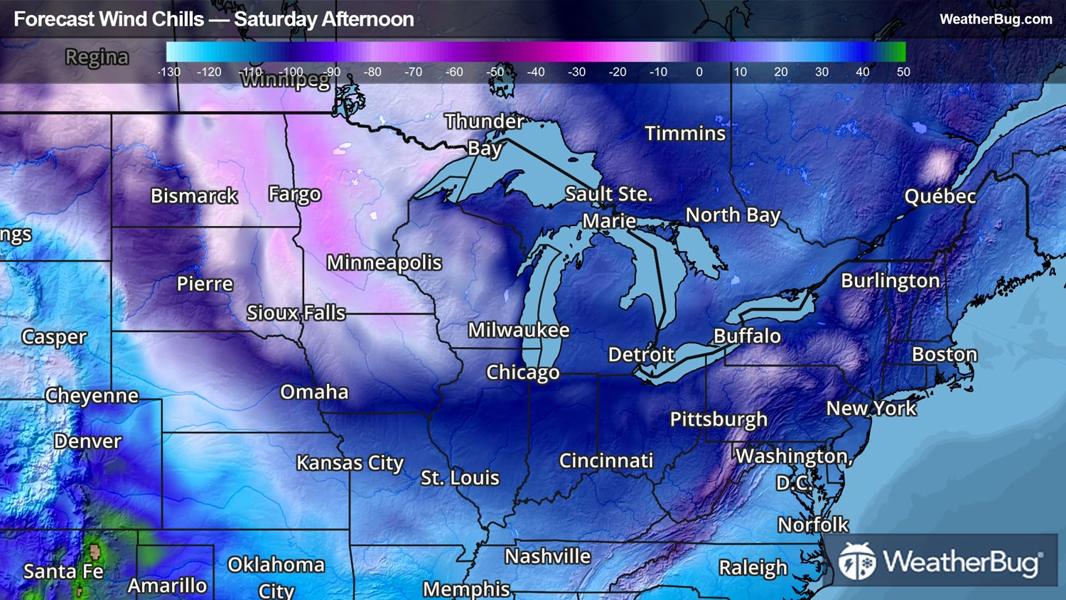 Forecast Wind Chills — Saturday Afternoon
WeatherBug.com
Regina
Winnipeg
-130 -120 -110 -100 -90 -80 -70 -60 -50 -40 -30 -20 -10 0 10 20 30 40 50
Thunder
Bay
Timmins
Bismarck
Fargo
Sault Ste.
Marie
North Bay
Québec
ngs
Minneapolis
Pierre
Burlington
Sioux Falls
Casper
Milwaukee
Buffalo
Detroit
Boston
Chicago
Cheyenne
Omaha
New York
Pittsburgh
Denver
Kansas City
St. Louis
Cincinnati
Washington,
D.C.
Norfolk
Santa Fe
Amarillo
Oklahoma
City
Nashville
Memphis
Raleigh
WeatherBug®